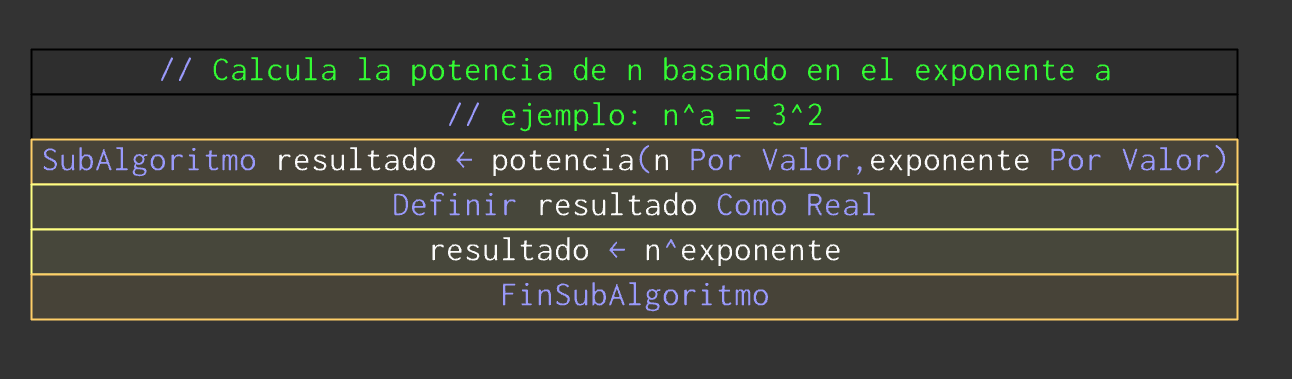 // Calcula la potencia de n basando en el exponente a
// ejemplo: n^a = 3^2
SubAlgoritmo resultado ← potencia(n Por Valor,exponente Por Valor)
Definir resultado Como Real
resultado ← n^exponente
FinSubAlgoritmo